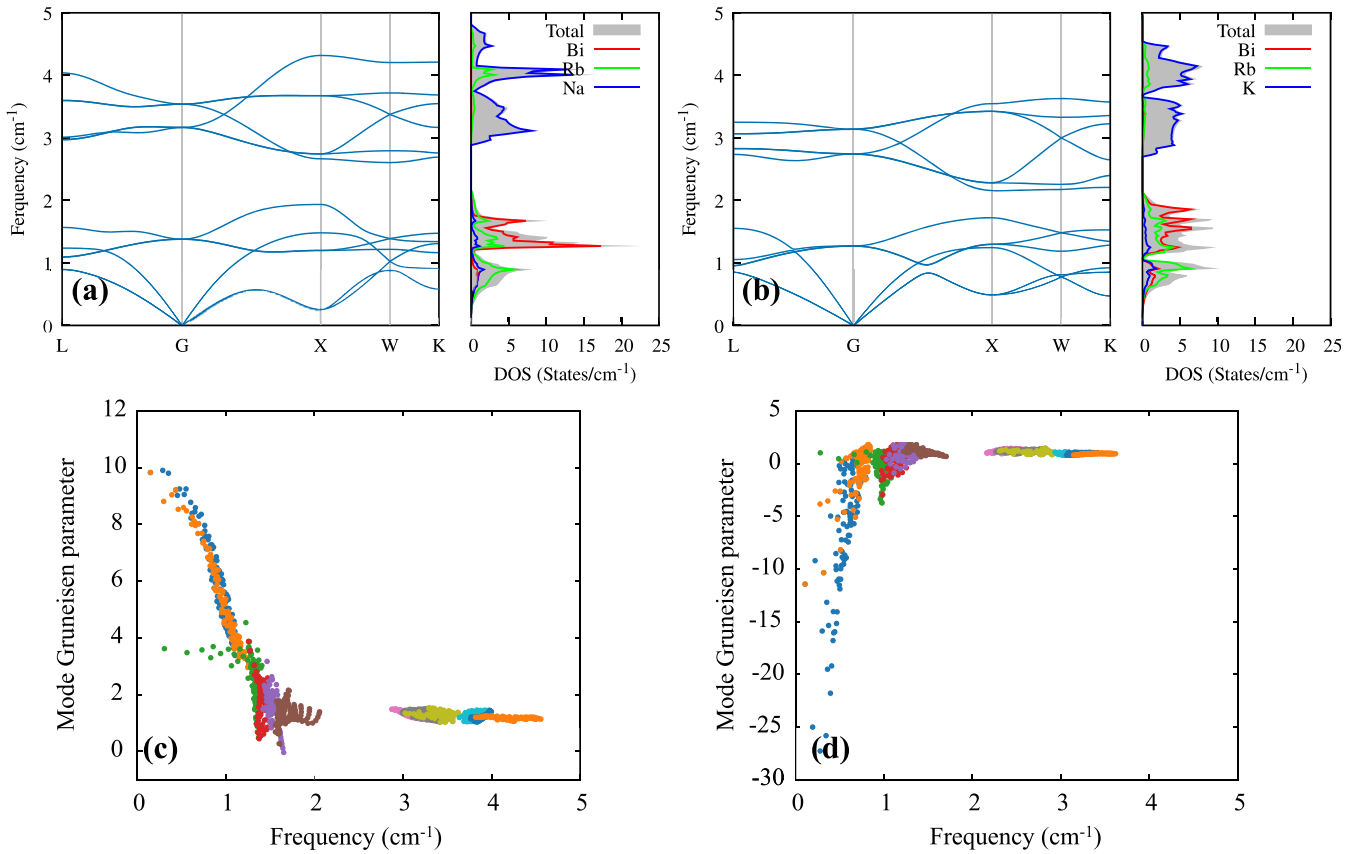 5
4
3
2
1
0
Ferquency (cm-1)
L G X W K
(a)
Total
Bi
Rb
Na
0 5 10 15 20 25
DOS (States/cm-1)
5
4
3
2
1
0
Ferquency (cm-1)
L G X W K
(b)
Total
Bi
Rb
K
0 5 10 15 20 25
DOS (States/cm-1)
12
10
8
6
4
2
0
Mode Gruneisen parameter
(c)
0 1 2 3 4 5
Frequency (cm-1)
5
0
-5
-10
-15
-20
-25
-30
Mode Gruneisen parameter
(d)
0 1 2 3 4 5
Frequency (cm-1)